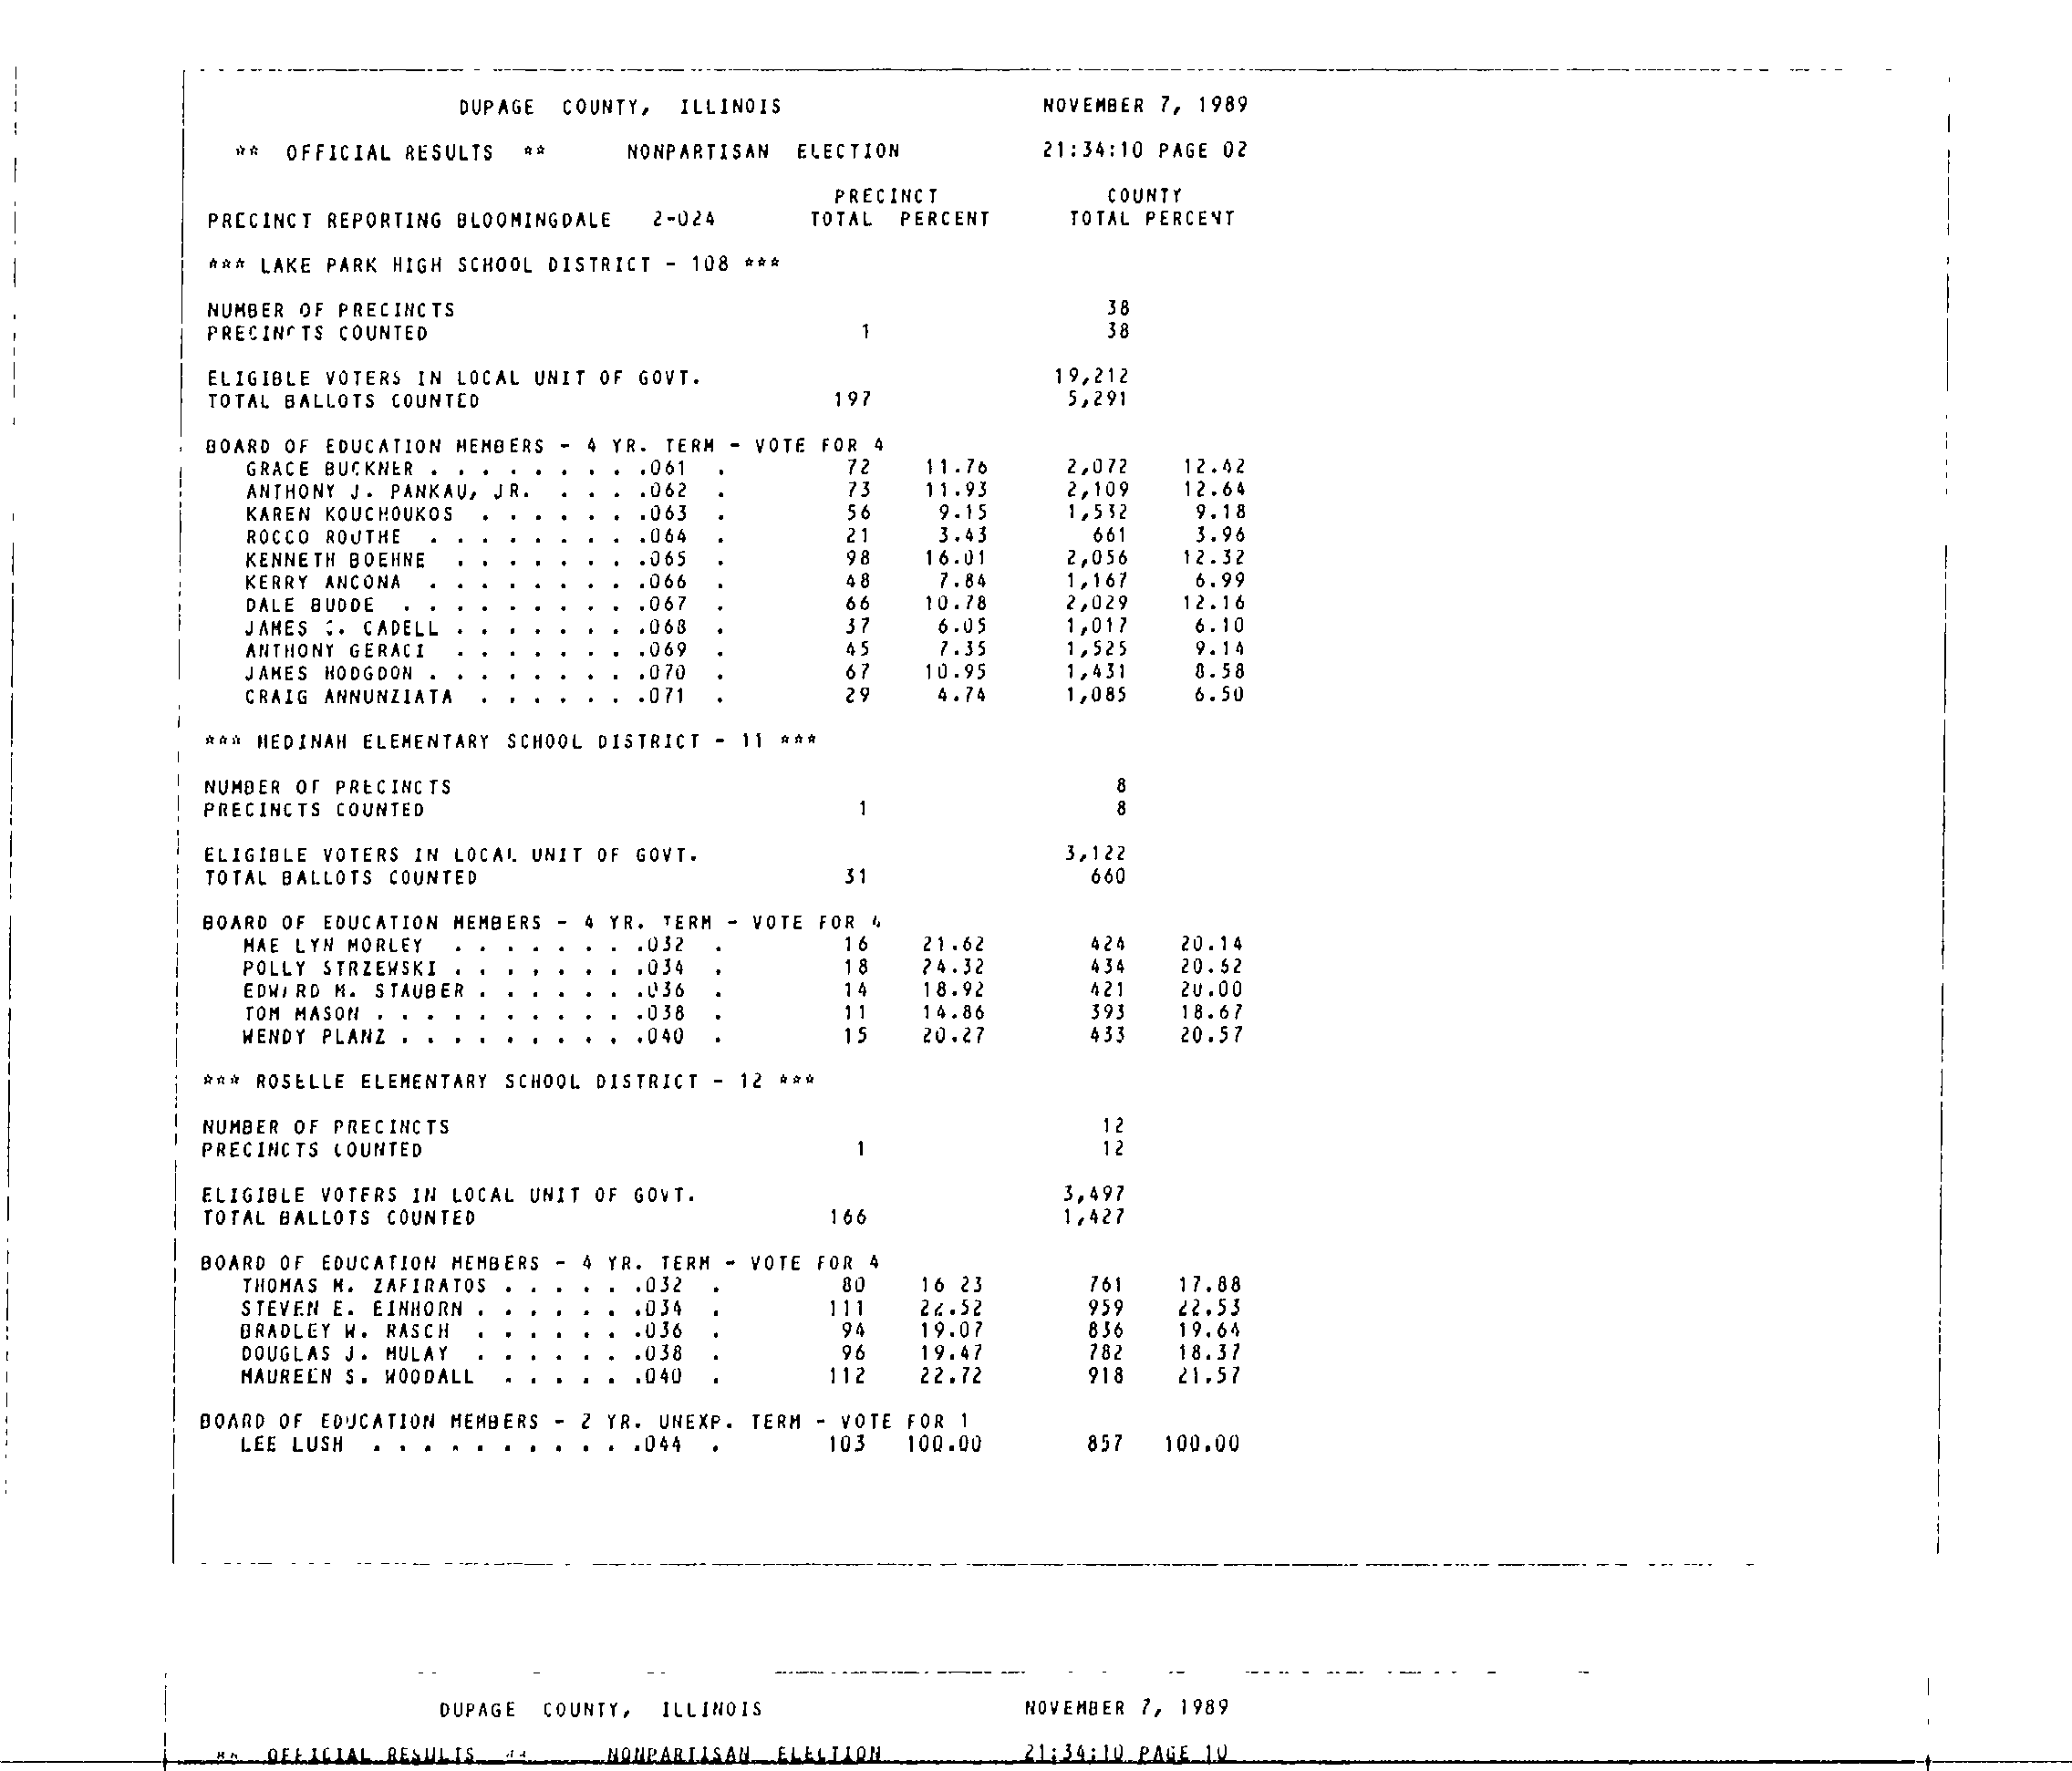 DUPAGE COUNTY, ILLINOIS NOVEMBER 7, 1989
** OFFICIAL RESULTS ** NONPARTISAN ELECTION 21:34:10 PAGE 02
PRECINCT COUNTY
PRECINCT REPORTING BLOOMINGDALE 2-024 TOTAL PERCENT TOTAL PERCENT
*** LAKE PARK HIGH SCHOOL DISTRICT - 108 ***
NUMBER OF PRECINCTS 38
PRECINCTS COUNTED 1 38
ELIGIBLE VOTERS IN LOCAL UNIT OF GOVT. 19,212
TOTAL BALLOTS COUNTED 197 5,291
BOARD OF EDUCATION MEMBERS - 4 YR. TERM - VOTE FOR 4
GRACE BUCKNER . . . . . . . . .061 . 72 11.76 2,072 12.42
ANTHONY J. PANKAU, JR. . . . .062 . 73 11.93 2,109 12.64
KAREN KOUCHOUKOS . . . . . . .063 . 56 9.15 1,532 9.18
ROCCO ROUTHE . . . . . . . . .064 . 21 3.43 661 3.96
KENNETH BOEHNE . . . . . . . .065 . 98 16.01 2,056 12.32
KERRY ANCONA . . . . . . . . .066 . 48 7.84 1,167 6.99
DALE BUDDE . . . . . . . . . .067 . 66 10.78 2,029 12.16
JAMES CADELL . . . . . . . .068 . 37 6.05 1,017 6.10
ANTHONY GERACI . . . . . . . .069 . 45 7.35 1,525 9.14
JAMES HODGDON . . . . . . . . .070 . 67 10.95 1,431 8.58
CRAIG ANNUNZIATA . . . . . . .071 . 29 4.74 1,085 6.50
*** MEDINAH ELEMENTARY SCHOOL DISTRICT - 11 ***
NUMBER OF PRECINCTS 8
PRECINCTS COUNTED 1 8
ELIGIBLE VOTERS IN LOCAL UNIT OF GOVT. 3,122
TOTAL BALLOTS COUNTED 31 660
BOARD OF EDUCATION MEMBERS - 4 YR. TERM - VOTE FOR 4
MAE LYN MORLEY . . . . . . . .032 . 16 21.62 424 20.14
POLLY STRZEWSKI . . . . . . . .034 . 18 24.32 434 20.62
EDWARD M. STAUBER . . . . . . .036 . 14 18.92 421 20.00
TOM MASON . . . . . . . . . . .038 . 11 14.86 393 18.67
WENDY PLANZ . . . . . . . . . .040 . 15 20.27 433 20.57
*** ROSELLE ELEMENTARY SCHOOL DISTRICT - 12 ***
NUMBER OF PRECINCTS 12
PRECINCTS COUNTED 1 12
ELIGIBLE VOTERS IN LOCAL UNIT OF GOVT. 3,497
TOTAL BALLOTS COUNTED 166 1,427
BOARD OF EDUCATION MEMBERS - 4 YR. TERM - VOTE FOR 4
THOMAS M. ZAFIRATOS . . . . . .032 . 80 16 23 761 17.88
STEVEN E. EINHORN . . . . . . .034 . 111 22.52 959 22.53
BRADLEY W. RASCH . . . . . . .036 . 94 19.07 836 19.64
DOUGLAS J. MULAY . . . . . . .038 . 96 19.47 782 18.37
MAUREEN S. WOODALL . . . . . .040 . 112 22.72 918 21.57
BOARD OF EDUCATION MEMBERS - 2 YR. UNEXP. TERM - VOTE FOR 1
LEE LUSH . . . . . . . . . . .044 . 103 100.00 857 100.00
DUPAGE COUNTY, ILLINOIS NOVEMBER 7, 1989
** OFFICIAL RESULTS ** NONPARTISAN ELECTION 21:34:10 PAGE 10